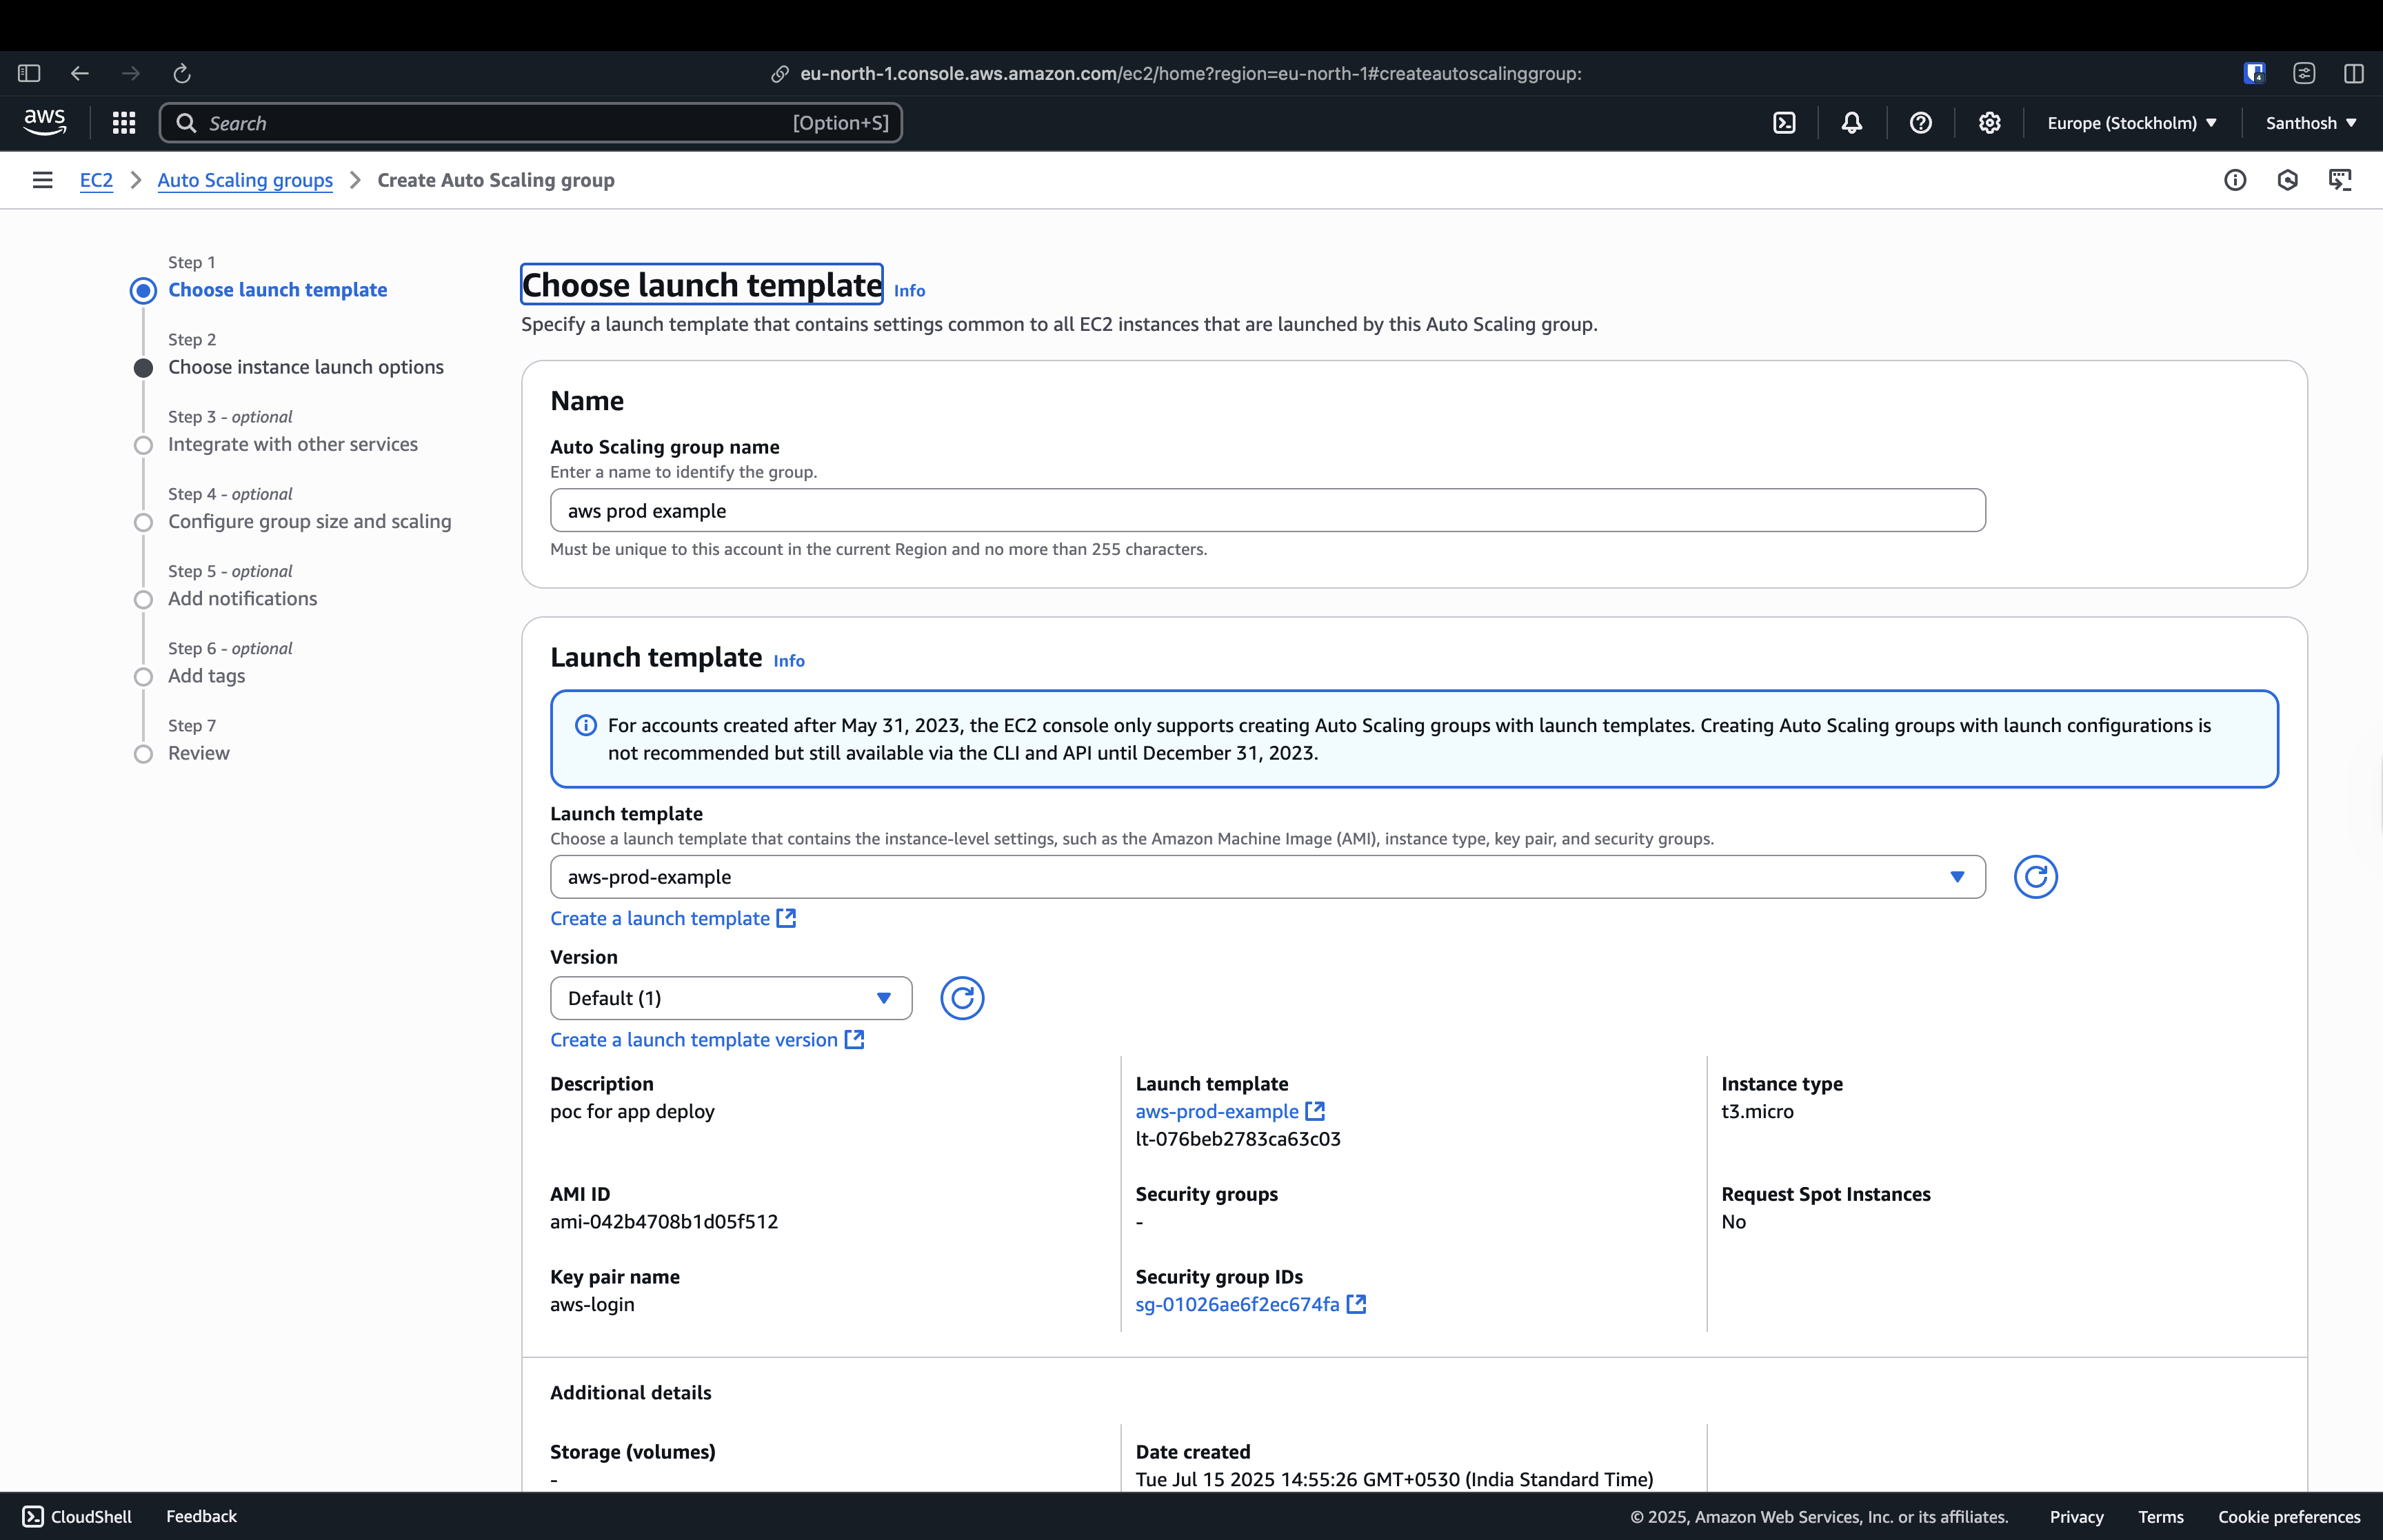 eu-north-1.console.aws.amazon.com/ec2/home?region=eu-north-1#createautoscalinggroup:
4
aws
Search
[Option+S]
Europe (Stockholm)
Santhosh
EC2
Auto Scaling groups
Create Auto Scaling group
Step 1
Choose launch template
Step 2
Choose instance launch options
Step 3 - optional
Integrate with other services
Step 4 - optional
Configure group size and scaling
Step 5 - optional
Add notifications
Step 6 - optional
Add tags
Step 7
Review
Choose launch template Info
Specify a launch template that contains settings common to all EC2 instances that are launched by this Auto Scaling group.
Name
Auto Scaling group name
Enter a name to identify the group.
aws prod example
Must be unique to this account in the current Region and no more than 255 characters.
Launch template Info
For accounts created after May 31, 2023, the EC2 console only supports creating Auto Scaling groups with launch templates. Creating Auto Scaling groups with launch configurations is
not recommended but still available via the CLI and API until December 31, 2023.
Launch template
Choose a launch template that contains the instance-level settings, such as the Amazon Machine Image (AMI), instance type, key pair, and security groups.
aws-prod-example
Create a launch template
Version
Default (1)
Create a launch template version
Description
poc for app deploy
Launch template
aws-prod-example
lt-076beb2783ca63c03
Instance type
t3.micro
AMI ID
ami-042b4708b1d05f512
Security groups
-
Request Spot Instances
No
Key pair name
aws-login
Security group IDs
sg-01026ae6f2ec674fa
Additional details
Storage (volumes)
-
Date created
Tue Jul 15 2025 14:55:26 GMT+0530 (India Standard Time)
CloudShell
Feedback
© 2025, Amazon Web Services, Inc. or its affiliates.
Privacy
Terms
Cookie preferences